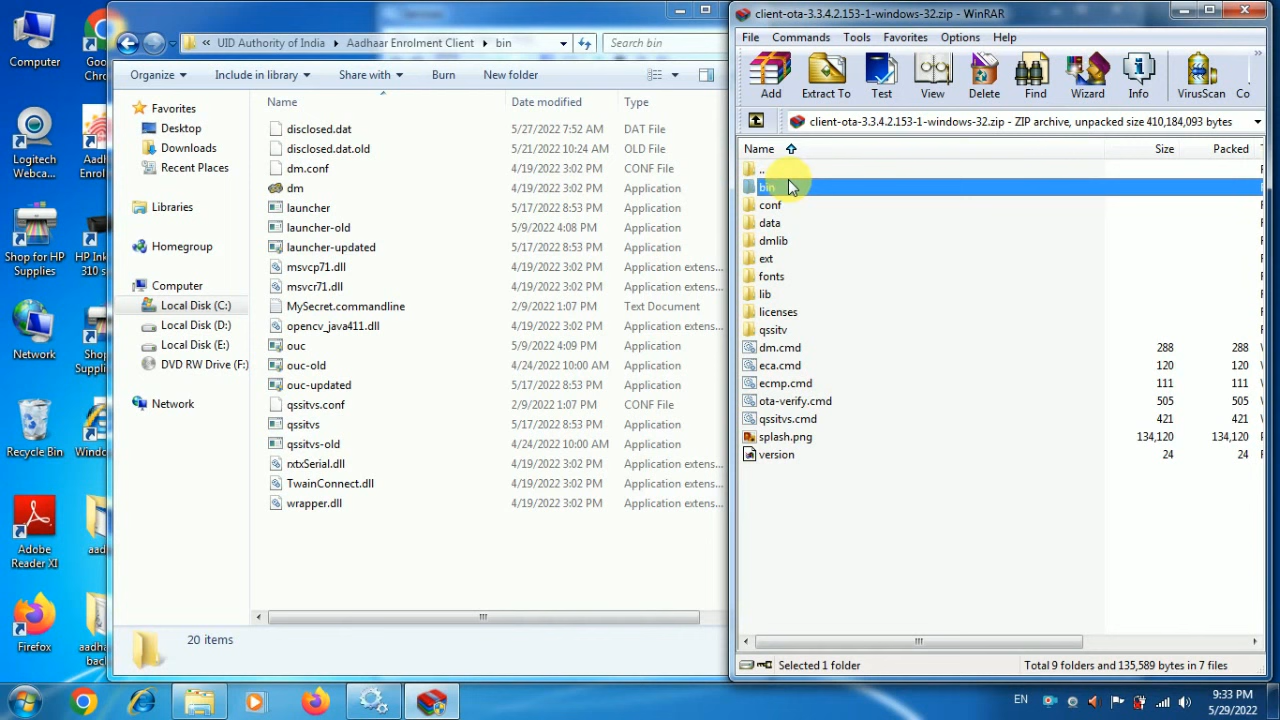 Computer
Goo
Chro
Logitech
Webca...
Aadh
Enrol
Shop for HP
Supplies
HP Ink
310 s
Network
Shop
Suppli
Recycle Bin
Windo
Adobe
Reader XI
aad
Firefox
aadha
back
UID Authority of India
Aadhaar Enrolment Client
bin
Search bin
Organize
Include in library
Share with
Burn
New folder
Name
Date modified
Type
Favorites
Desktop
Downloads
Recent Places
Libraries
Homegroup
Computer
Local Disk (C:)
Local Disk (D:)
Local Disk (E:)
DVD RW Drive (F:)
Network
disclosed.dat 5/27/2022 7:52 AM DAT File
disclosed.dat.old 5/21/2022 10:24 AM OLD File
dm.conf 4/19/2022 3:02 PM CONF File
dm 4/19/2022 3:02 PM Application
launcher 5/17/2022 8:53 PM Application
launcher-old 5/9/2022 4:08 PM Application
launcher-updated 5/17/2022 8:53 PM Application
msvcp71.dll 4/19/2022 3:02 PM Application extens...
msvcr71.dll 4/19/2022 3:02 PM Application extens...
MySecret.commandline 2/9/2022 1:07 PM Text Document
opencv_java411.dll 4/19/2022 3:02 PM Application extens...
ouc 5/9/2022 4:09 PM Application
ouc-old 4/24/2022 10:00 AM Application
ouc-updated 5/17/2022 8:53 PM Application
qssitvs.conf 2/9/2022 1:07 PM CONF File
qssitvs 5/17/2022 8:53 PM Application
qssitvs-old 4/24/2022 10:00 AM Application
rxtxSerial.dll 4/19/2022 3:02 PM Application extens...
TwainConnect.dll 4/19/2022 3:02 PM Application extens...
wrapper.dll 4/19/2022 3:02 PM Application extens...
20 items
client-ota-3.3.4.2.153-1-windows-32.zip - WinRAR
File Commands Tools Favorites Options Help
Add Extract To Test View Delete Find Wizard Info VirusScan Co
client-ota-3.3.4.2.153-1-windows-32.zip - ZIP archive, unpacked size 410,184,093 bytes
Name Size Packed
..
bin
conf
data
dmlib
ext
fonts
lib
licenses
qssitv
dm.cmd 288 288
eca.cmd 120 120
ecmp.cmd 111 111
ota-verify.cmd 505 505
qssitvs.cmd 421 421
splash.png 134,120 134,120
version 24 24
Selected 1 folder
Total 9 folders and 135,589 bytes in 7 files
EN
9:33 PM
5/29/2022